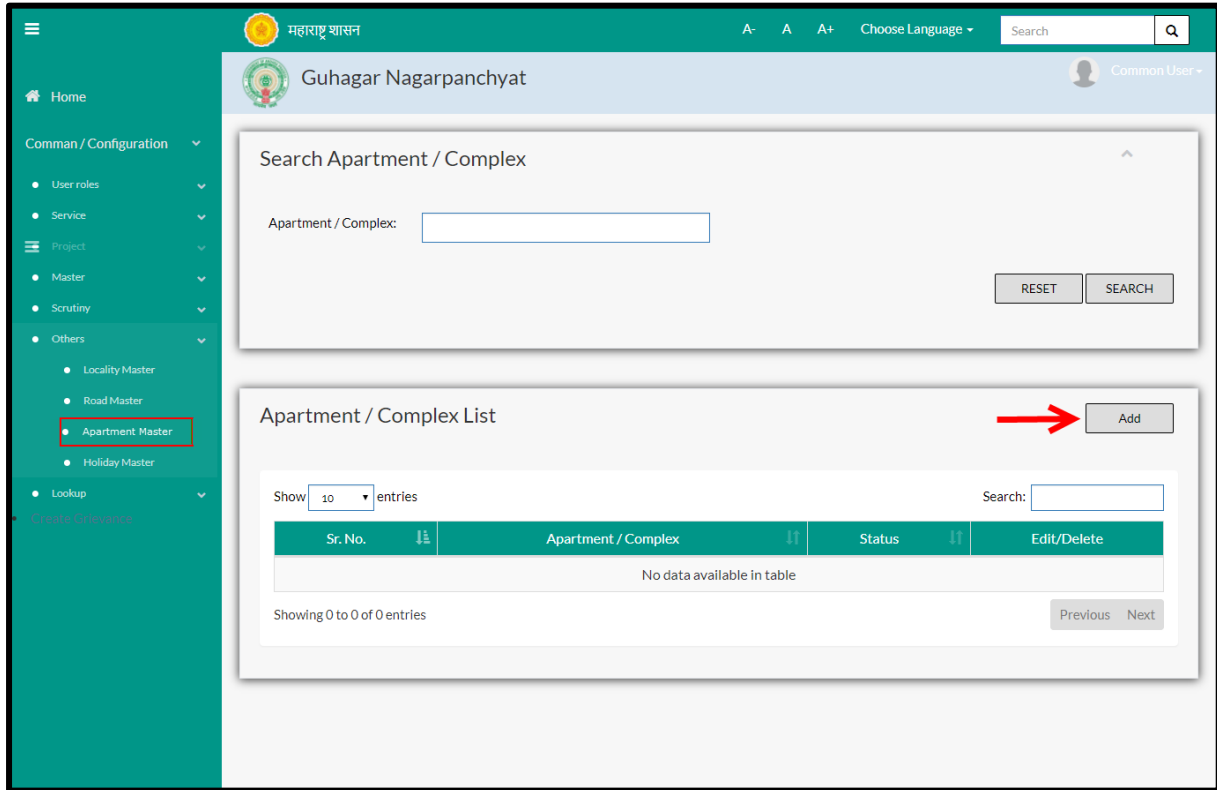 महाराष्ट्र शासन A- A A+ Choose Language Search
Guhagar Nagarpanchyat Common User
Home
Comman / Configuration
User roles
Service
Project
Master
Scrutiny
Others
Locality Master
Road Master
Apartment Master
Holiday Master
Lookup
Create Grievance
Search Apartment / Complex
Apartment / Complex:
RESET SEARCH
Apartment / Complex List Add
Show 10 entries Search:
Sr. No. Apartment / Complex Status Edit/Delete
No data available in table
Showing 0 to 0 of 0 entries Previous Next